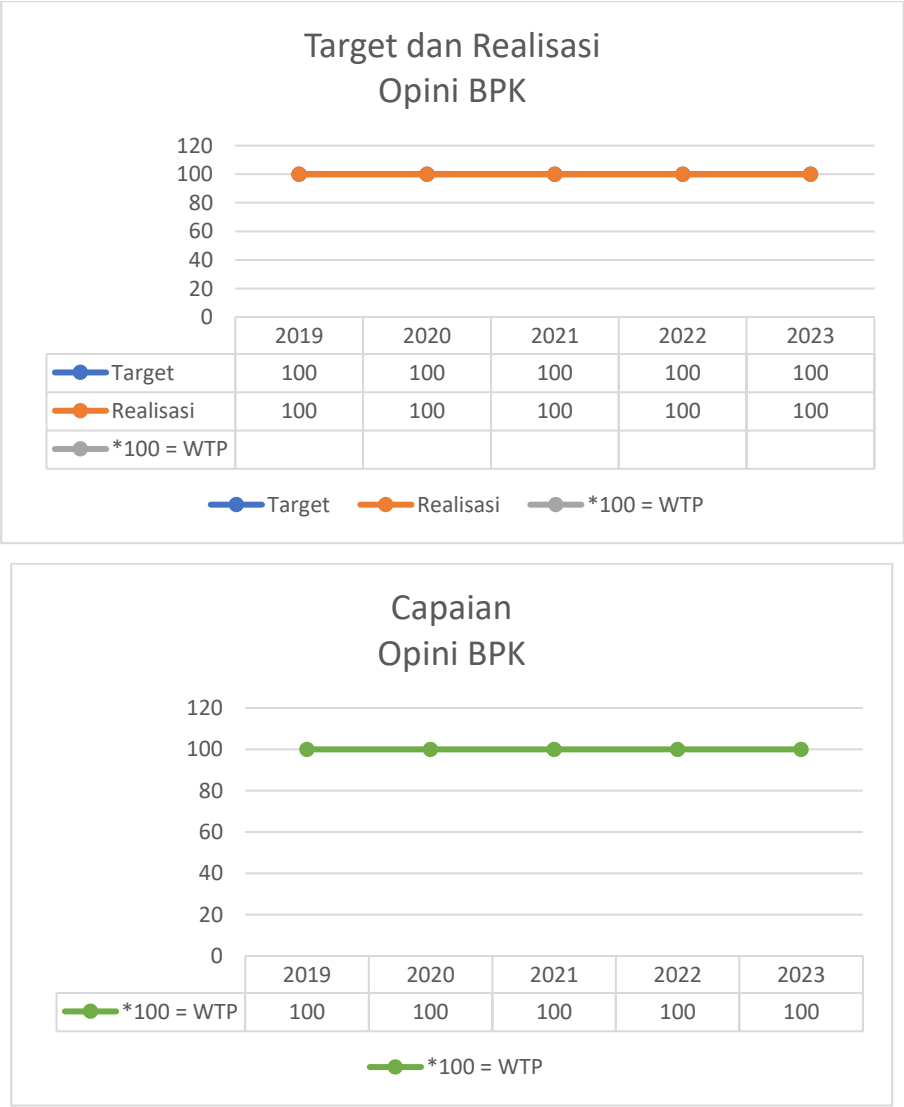 Target dan Realisasi
Opini BPK
120
100
80
60
40
20
0
2019 2020 2021 2022 2023
Target 100 100 100 100 100
Realisasi 100 100 100 100 100
*100 = WTP
Target Realisasi *100 = WTP
Capaian
Opini BPK
120
100
80
60
40
20
0
2019 2020 2021 2022 2023
*100 = WTP 100 100 100 100 100
*100 = WTP